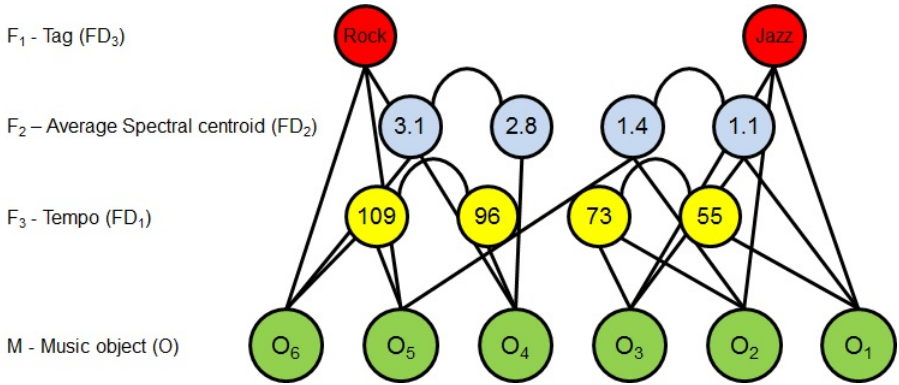 F₁ - Tag (FD₃) Rock Jazz
F₂ – Average Spectral centroid (FD₂) 3.1 2.8 1.4 1.1
F₃ - Tempo (FD₁) 109 96 73 55
M - Music object (O) O₆ O₅ O₄ O₃ O₂ O₁